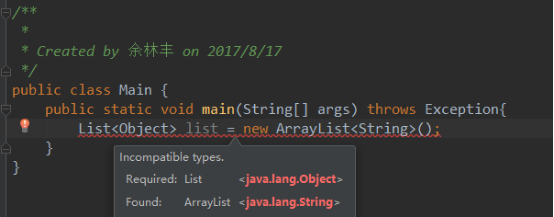 /**
*
* Created by 余林丰 on 2017/8/17
*/
public class Main {
public static void main(String[] args) throws Exception{
List<Object> list = new ArrayList<String>();
}
}
Incompatible types.
Required: List <java.lang.Object>
Found: ArrayList <java.lang.String>